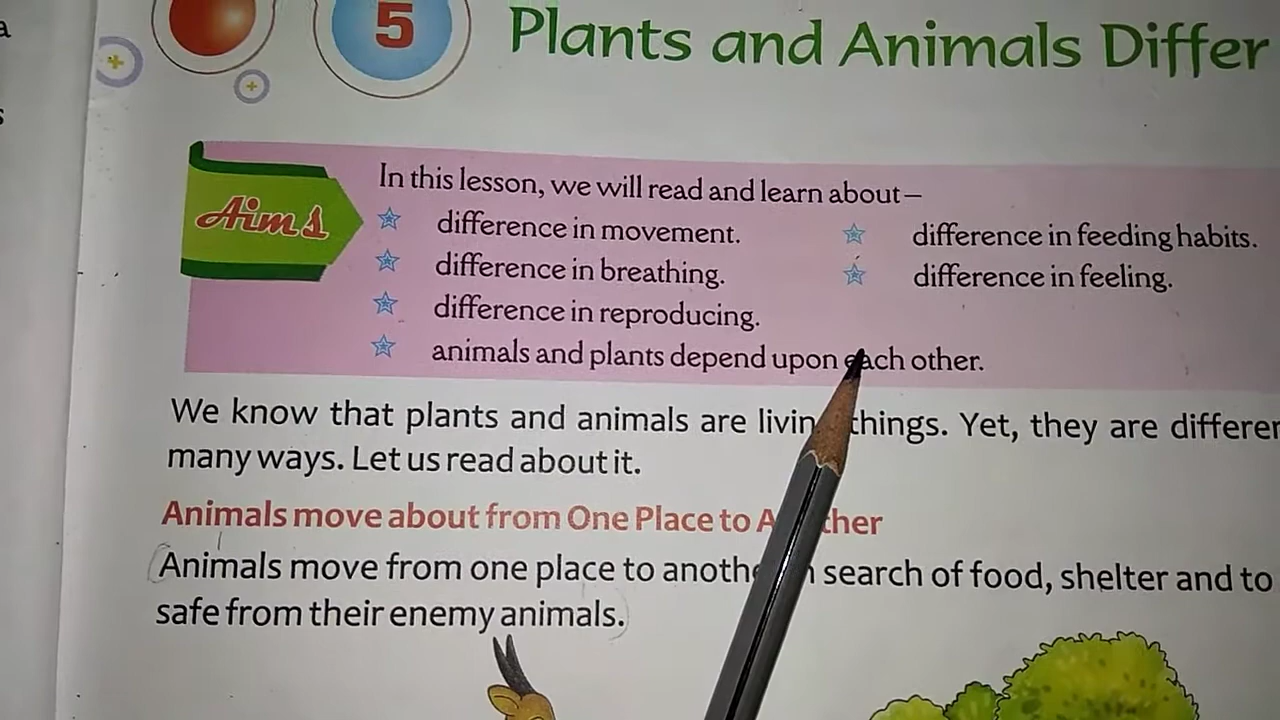 a
s
5
Plants and Animals Differ
Aims
In this lesson, we will read and learn about–
difference in movement.
difference in feeding habits.
difference in breathing.
difference in feeling.
difference in reproducing.
animals and plants depend upon each other.
We know that plants and animals are living things. Yet, they are
many ways. Let us read about it.
Animals move about from One Place to Another
Animals move from one place to another in search of food, shelter and to
safe from their enemy animals.